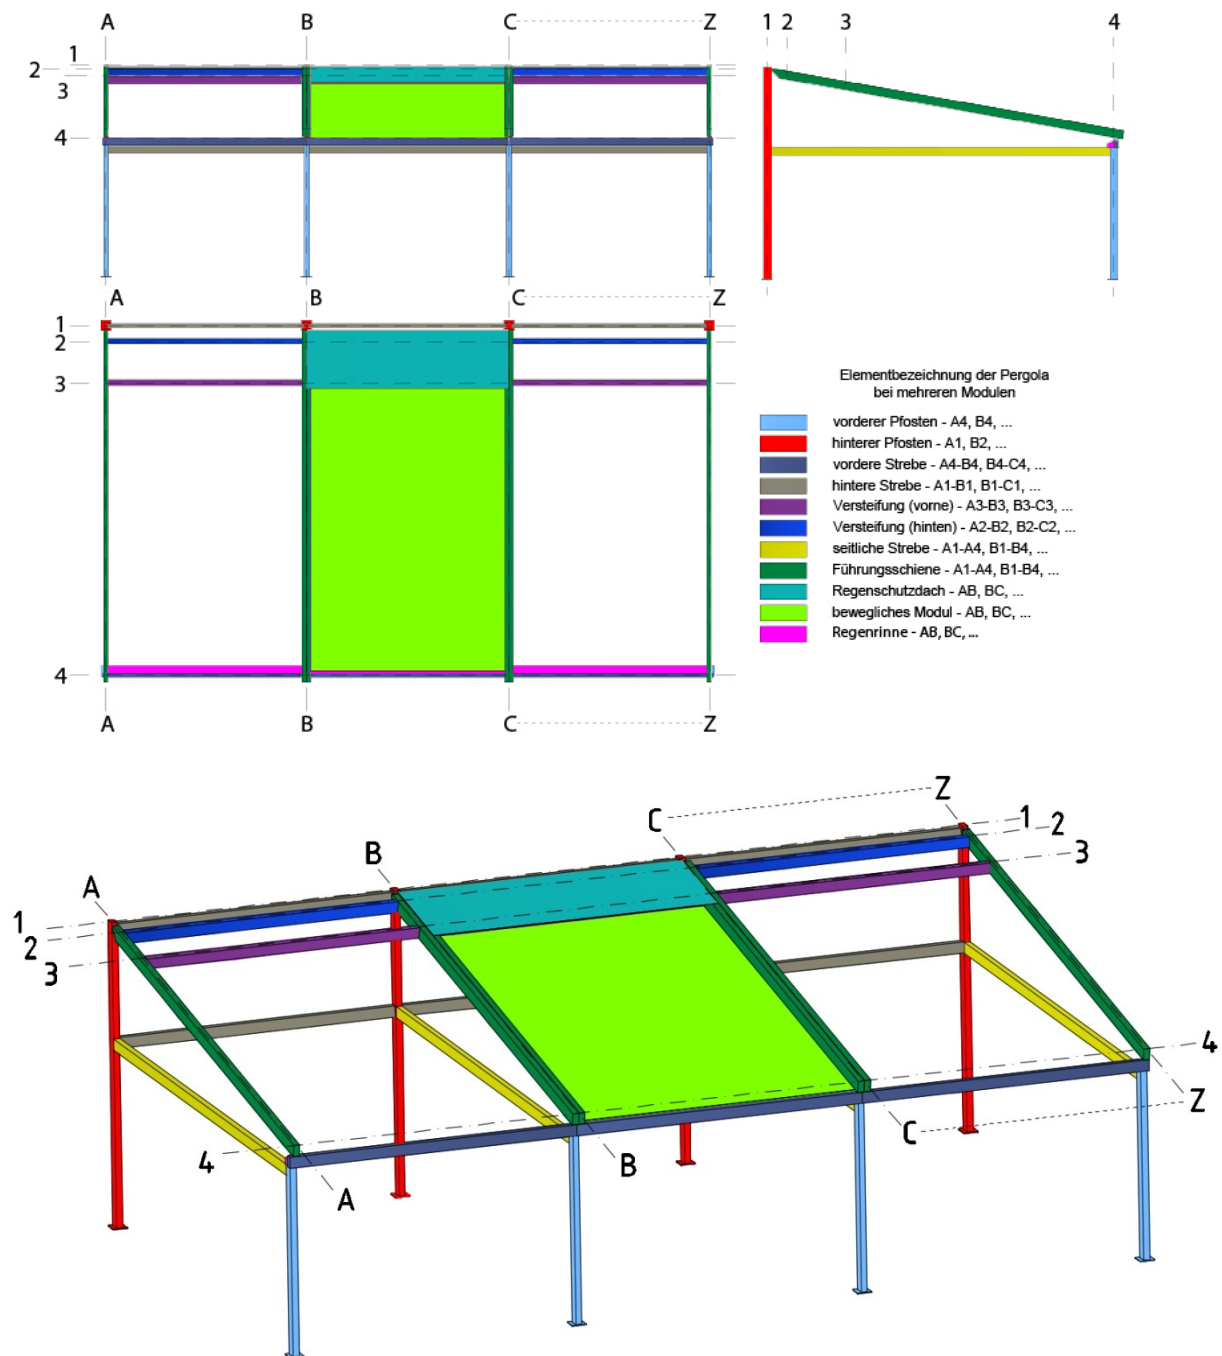 A B C Z
1
2
3
4
1 2 3 4
A B C Z
1
2
3
4
A B C Z
Elementbezeichnung der Pergola
bei mehreren Modulen
vorderer Pfosten - A4, B4, ...
hinterer Pfosten - A1, B2, ...
vordere Strebe - A4-B4, B4-C4, ...
hintere Strebe - A1-B1, B1-C1, ...
Versteifung (vorne) - A3-B3, B3-C3, ...
Versteifung (hinten) - A2-B2, B2-C2, ...
seitliche Strebe - A1-A4, B1-B4, ...
Führungsschiene - A1-A4, B1-B4, ...
Regenschutzdach - AB, BC, ...
bewegliches Modul - AB, BC, ...
Regenrinne - AB, BC, ...
A B C Z
1
2
3
1
2
3
4
4
A B C Z